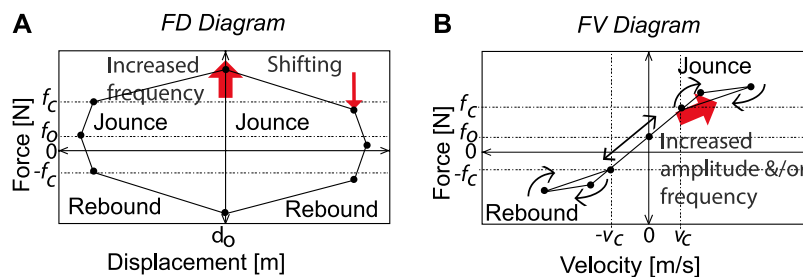 A
FD Diagram
Increased
frequency
Shifting
Jounce
Jounce
Rebound
Rebound
Force [N]
f_c
f_o
0
-f_c
d_o
Displacement [m]
B
FV Diagram
Jounce
Increased
amplitude &/or
frequency
Rebound
Force [N]
f_c
f_o
0
-f_c
-v_c
0
v_c
Velocity [m/s]